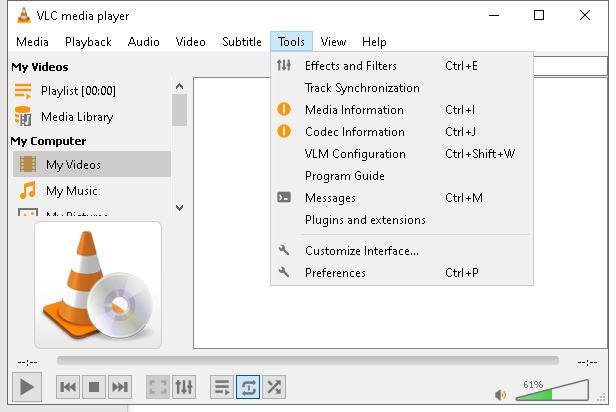 VLC media player
Media Playback Audio Video Subtitle Tools View Help
My Videos
Playlist [00:00]
Media Library
My Computer
My Videos
My Music
My Pictures
Effects and Filters Ctrl+E
Track Synchronization
Media Information Ctrl+I
Codec Information Ctrl+J
VLM Configuration Ctrl+Shift+W
Program Guide
Messages Ctrl+M
Plugins and extensions
Customize Interface...
Preferences Ctrl+P
--:-- --:--
61%